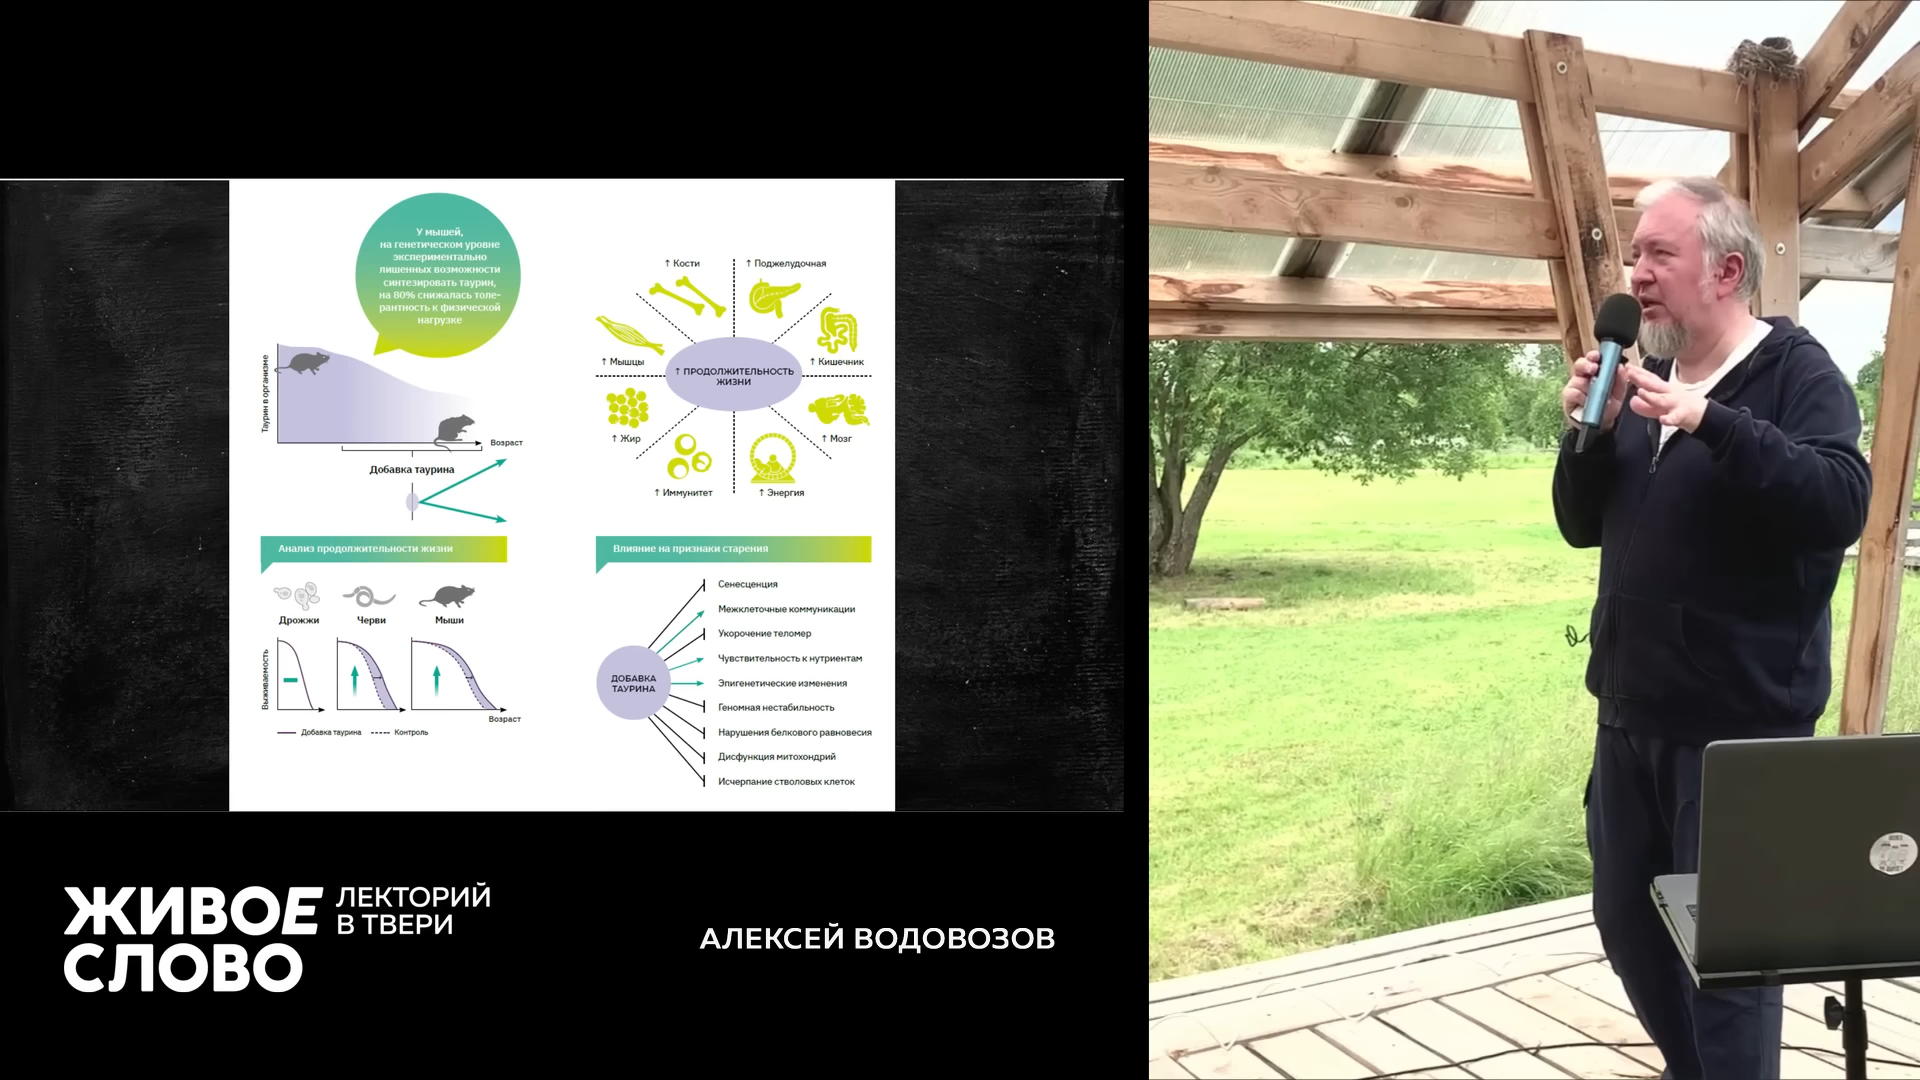 У мышей,
на генетическом уровне
экспериментально
лишенных возможности
синтезировать таурин,
на 80% снижалась толе-
рантность к физической
нагрузке
Таурин в организме
Возраст
Добавка таурина
Анализ продолжительности жизни
Дрожжи
Черви
Мыши
Выживаемость
Возраст
Добавка таурина
Контроль
↑ Кости
↑ Поджелудочная
↑ Мышцы
↑ Кишечник
↑ ПРОДОЛЖИТЕЛЬНОСТЬ
ЖИЗНИ
↑ Жир
↑ Мозг
↑ Иммунитет
↑ Энергия
Влияние на признаки старения
ДОБАВКА
ТАУРИНА
Сенесценция
Межклеточные коммуникации
Укорочение теломер
Чувствительность к нутриентам
Эпигенетические изменения
Геномная нестабильность
Нарушения белкового равновесия
Дисфункция митохондрий
Исчерпание стволовых клеток
ЖИВОЕ
СЛОВО
ЛЕКТОРИЙ
В ТВЕРИ
АЛЕКСЕЙ ВОДОВОЗОВ